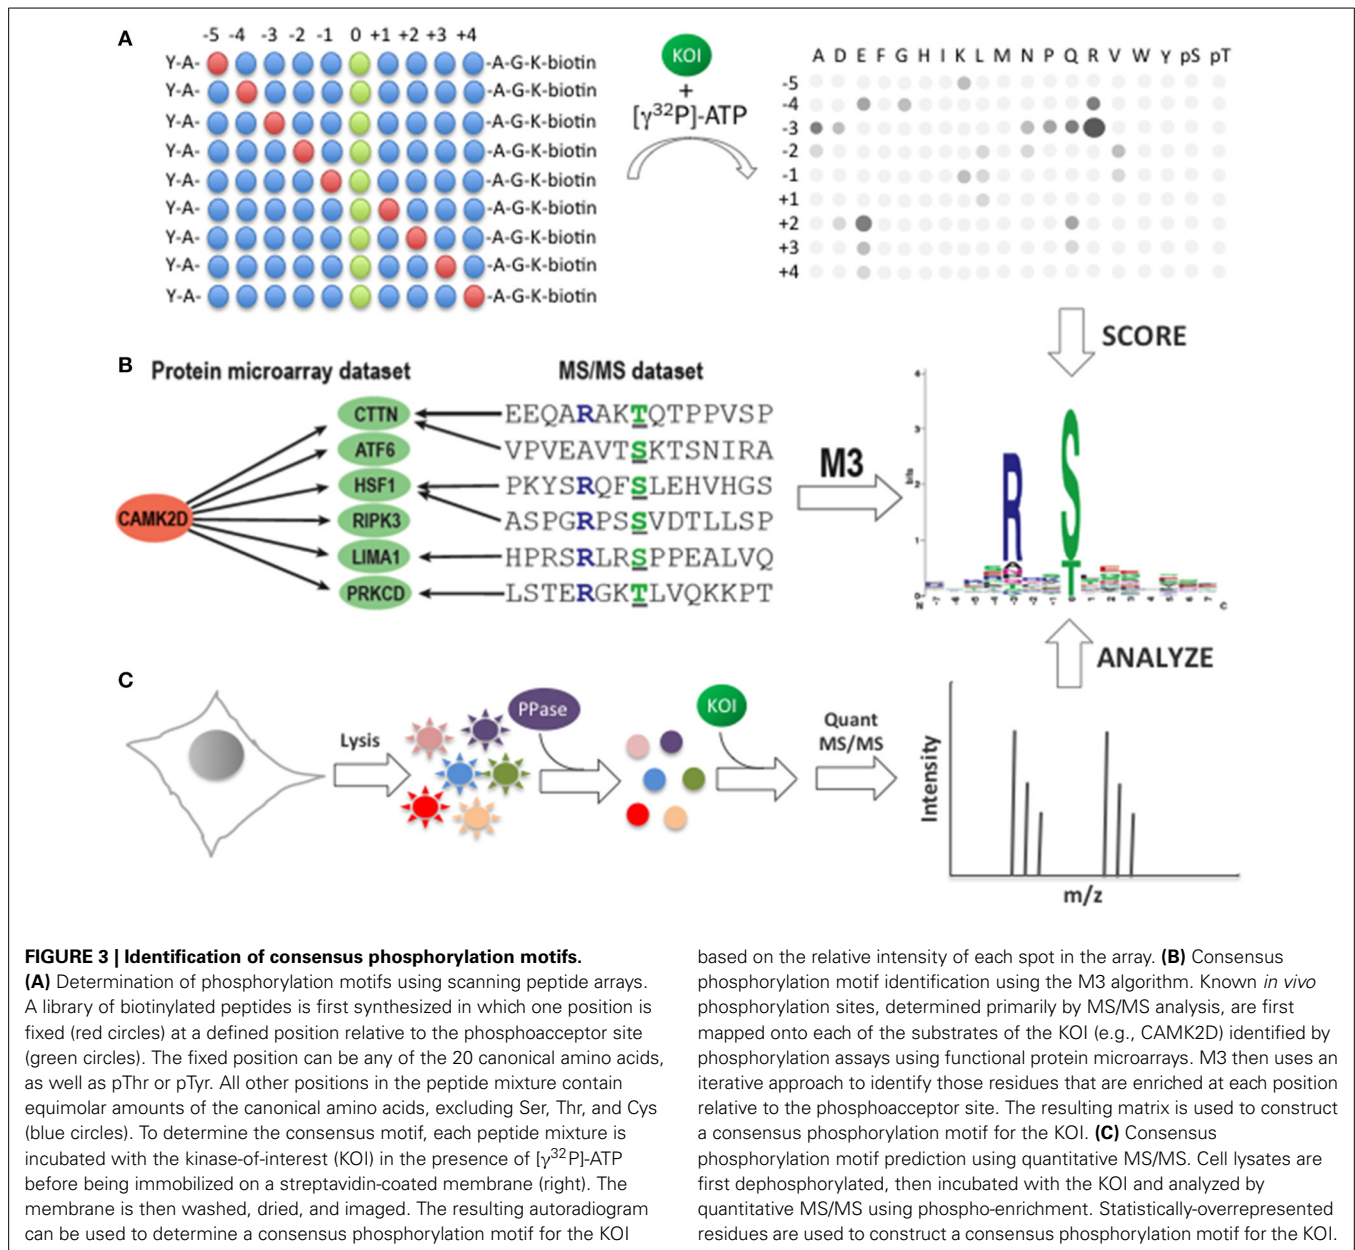 A
-5 -4 -3 -2 -1 0 +1 +2 +3 +4
Y-A- -A-G-K-biotin
Y-A- -A-G-K-biotin
Y-A- -A-G-K-biotin
Y-A- -A-G-K-biotin
Y-A- -A-G-K-biotin
Y-A- -A-G-K-biotin
Y-A- -A-G-K-biotin
Y-A- -A-G-K-biotin
Y-A- -A-G-K-biotin
KOI
+
[γ32P]-ATP
A D E F G H I K L M N P Q R V W Y pS pT
-5
-4
-3
-2
-1
+1
+2
+3
+4
SCORE
B
Protein microarray dataset
MS/MS dataset
CAMK2D
CTTN
ATF6
HSF1
RIPK3
LIMA1
PRKCD
EEQARAKTQTPPVSP
VPVEAVTSKTSNIRA
PKYSRQFSLEHVHGS
ASPGRPSSVDTLLSP
HPRSRLRSPPEALVQ
LSTERGKTLVQKKPT
M3
4
3
2
1
0
bits
R
S
T
N
C
ANALYZE
C
Lysis
PPase
KOI
Quant
MS/MS
Intensity
m/z
FIGURE 3 | Identification of consensus phosphorylation motifs.
(A) Determination of phosphorylation motifs using scanning peptide arrays.
A library of biotinylated peptides is first synthesized in which one position is
fixed (red circles) at a defined position relative to the phosphoacceptor site
(green circles). The fixed position can be any of the 20 canonical amino acids,
as well as pThr or pTyr. All other positions in the peptide mixture contain
equimolar amounts of the canonical amino acids, excluding Ser, Thr, and Cys
(blue circles). To determine the consensus motif, each peptide mixture is
incubated with the kinase-of-interest (KOI) in the presence of [γ32P]-ATP
before being immobilized on a streptavidin-coated membrane (right). The
membrane is then washed, dried, and imaged. The resulting autoradiogram
can be used to determine a consensus phosphorylation motif for the KOI
based on the relative intensity of each spot in the array. (B) Consensus
phosphorylation motif identification using the M3 algorithm. Known in vivo
phosphorylation sites, determined primarily by MS/MS analysis, are first
mapped onto each of the substrates of the KOI (e.g., CAMK2D) identified by
phosphorylation assays using functional protein microarrays. M3 then uses an
iterative approach to identify those residues that are enriched at each position
relative to the phosphoacceptor site. The resulting matrix is used to construct
a consensus phosphorylation motif for the KOI. (C) Consensus
phosphorylation motif prediction using quantitative MS/MS. Cell lysates are
first dephosphorylated, then incubated with the KOI and analyzed by
quantitative MS/MS using phospho-enrichment. Statistically-overrepresented
residues are used to construct a consensus phosphorylation motif for the KOI.